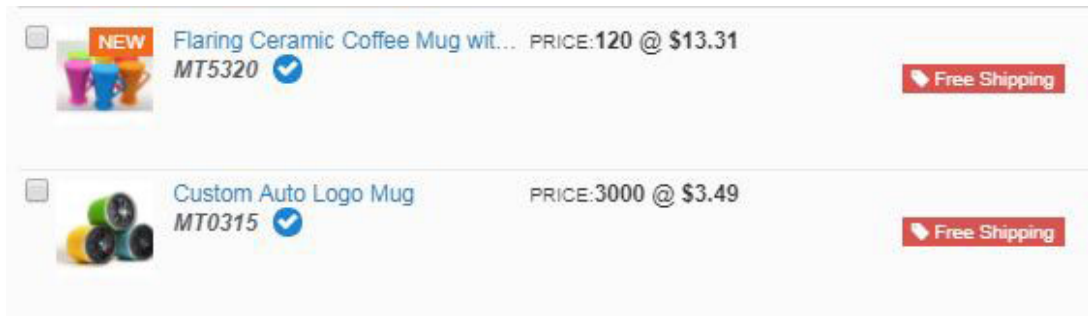 NEW
Flaring Ceramic Coffee Mug wit... PRICE:120 @ $13.31
MT5320
Free Shipping
Custom Auto Logo Mug PRICE:3000 @ $3.49
MT0315
Free Shipping